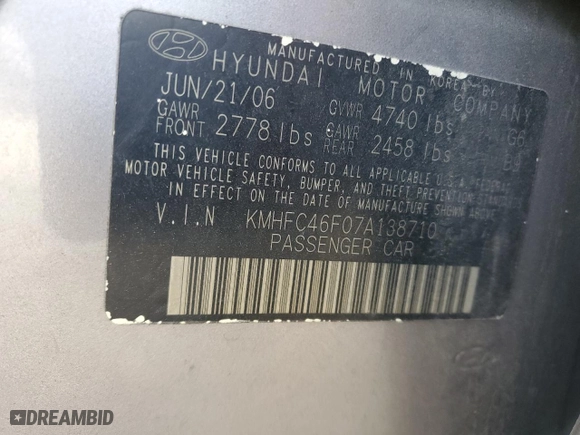 MANUFACTURED IN KOREA BY
HYUNDAI MOTOR COMPANY
JUN/21/06 GVWR 4740 lbs
GAWR FRONT 2778 lbs GAWR REAR 2458 lbs
THIS VEHICLE CONFORMS TO ALL APPLICABLE U.S.A FEDERAL
MOTOR VEHICLE SAFETY, BUMPER, AND THEFT PREVENTION STANDARDS
IN EFFECT ON THE DATE OF MANUFACTURE SHOWN ABOVE
V.I.N KMHFC46F07A138710
PASSENGER CAR
DREAMBID